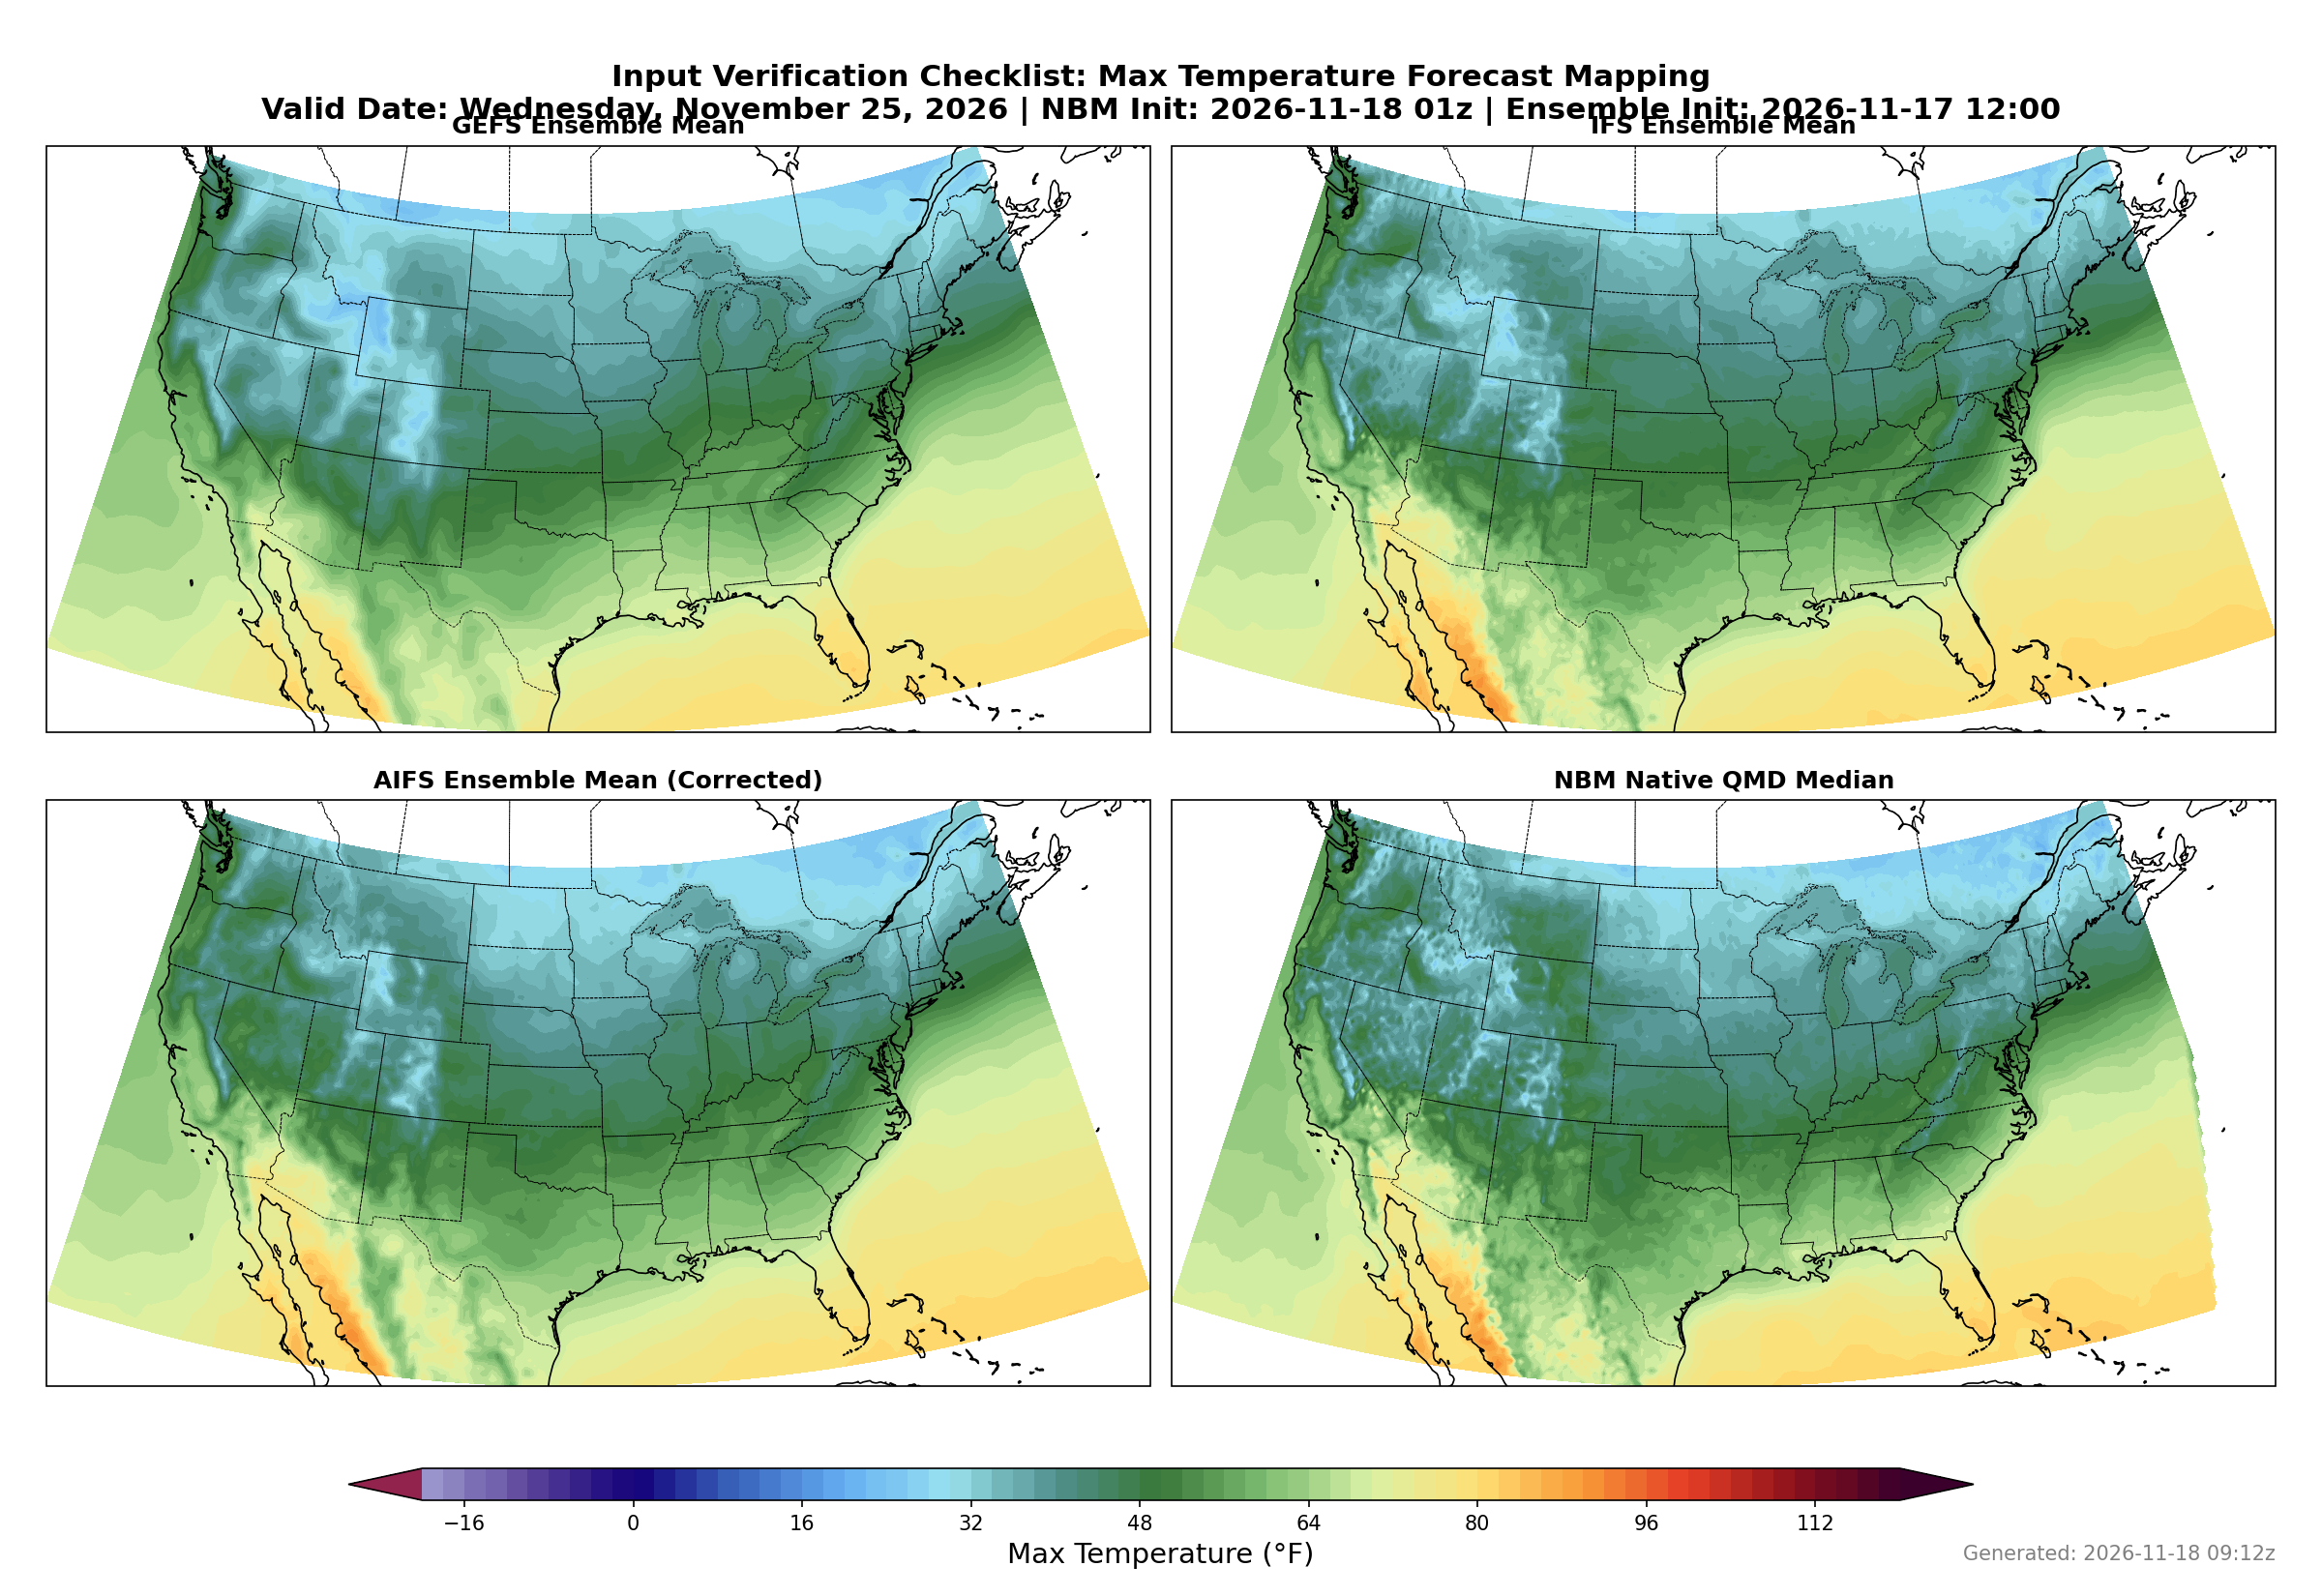 Input Verification Checklist: Max Temperature Forecast Mapping
Valid Date: Wednesday, November 25, 2026 | NBM Init: 2026-11-18 01z | Ensemble Init: 2026-11-17 12:00
GEFS Ensemble Mean
IFS Ensemble Mean
AIFS Ensemble Mean (Corrected)
NBM Native QMD Median
−16 0 16 32 48 64 80 96 112
Max Temperature (°F)
Generated: 2026-11-18 09:12z